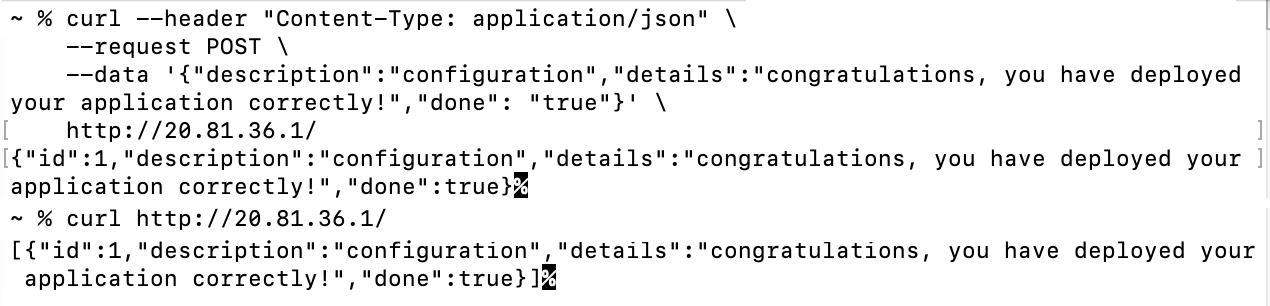 ~ % curl --header "Content-Type: application/json" \
    --request POST \
    --data '{"description":"configuration","details":"congratulations, you have deployed
your application correctly!","done": "true"}' \
[    http://20.81.36.1/ ]
[{"id":1,"description":"configuration","details":"congratulations, you have deployed your ]
application correctly!","done":true}%
~ % curl http://20.81.36.1/
[{"id":1,"description":"configuration","details":"congratulations, you have deployed your
 application correctly!","done":true}]%